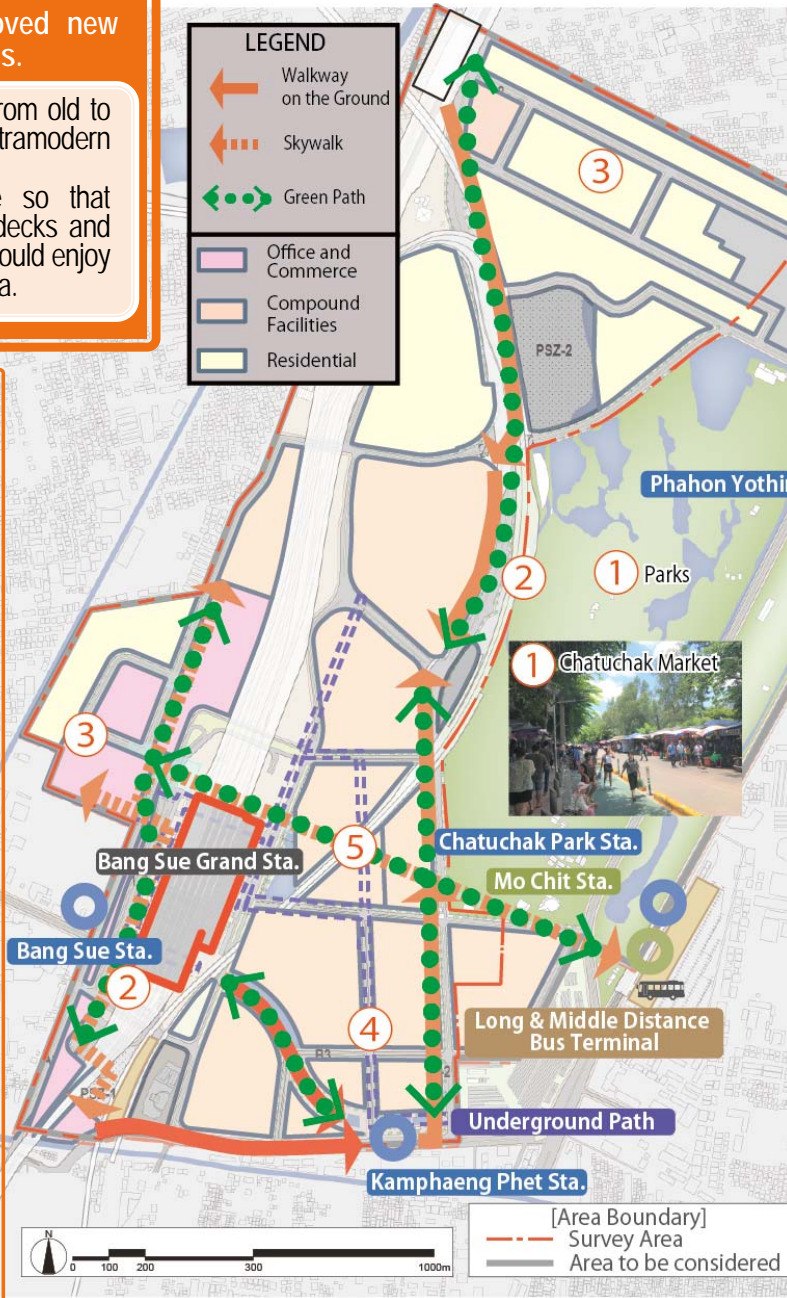 oved new
s.
rom old to
tramodern
e so that
decks and
ould enjoy
a.
LEGEND
Walkway
on the Ground
Skywalk
Green Path
Office and
Commerce
Compound
Facilities
Residential
3
PSZ-2
Phahon Yothin
2
1 Parks
1 Chatuchak Market
3
5
Bang Sue Grand Sta.
Chatuchak Park Sta.
Mo Chit Sta.
Bang Sue Sta.
2
4
Long & Middle Distance
Bus Terminal
R3
PSZ-1
Underground Path
Kamphaeng Phet Sta.
N
0 100 200 300 1000m
[Area Boundary]
Survey Area
Area to be considered